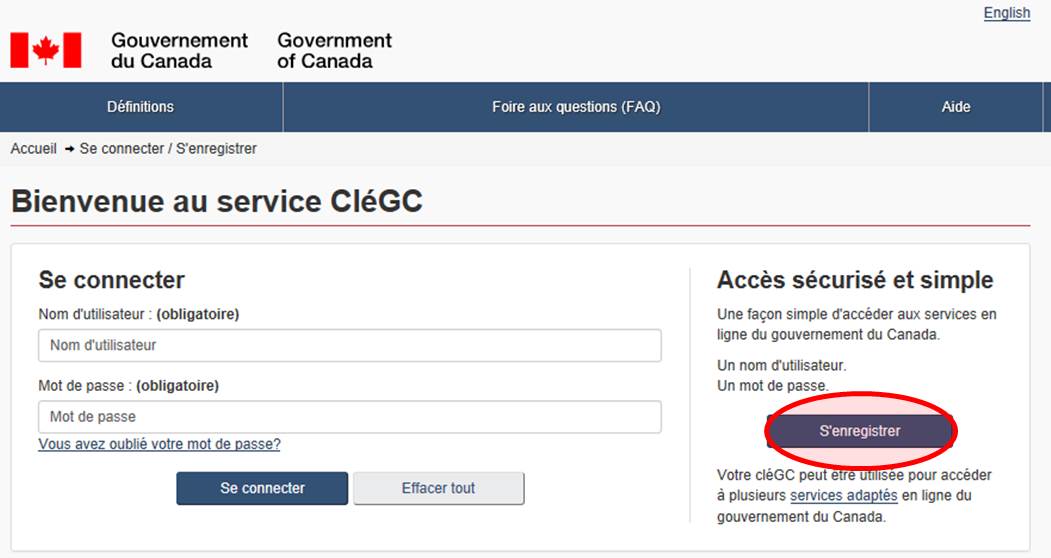 English
Gouvernement du Canada
Government of Canada
Définitions
Foire aux questions (FAQ)
Aide
Accueil ➔ Se connecter / S'enregistrer
Bienvenue au service CléGC
Se connecter
Nom d'utilisateur : (obligatoire)
Nom d'utilisateur
Mot de passe : (obligatoire)
Mot de passe
Vous avez oublié votre mot de passe?
Se connecter
Effacer tout
Accès sécurisé et simple
Une façon simple d'accéder aux services en
ligne du gouvernement du Canada.
Un nom d'utilisateur.
Un mot de passe.
S'enregistrer
Votre cléGC peut être utilisée pour accéder
à plusieurs services adaptés en ligne du
gouvernement du Canada.